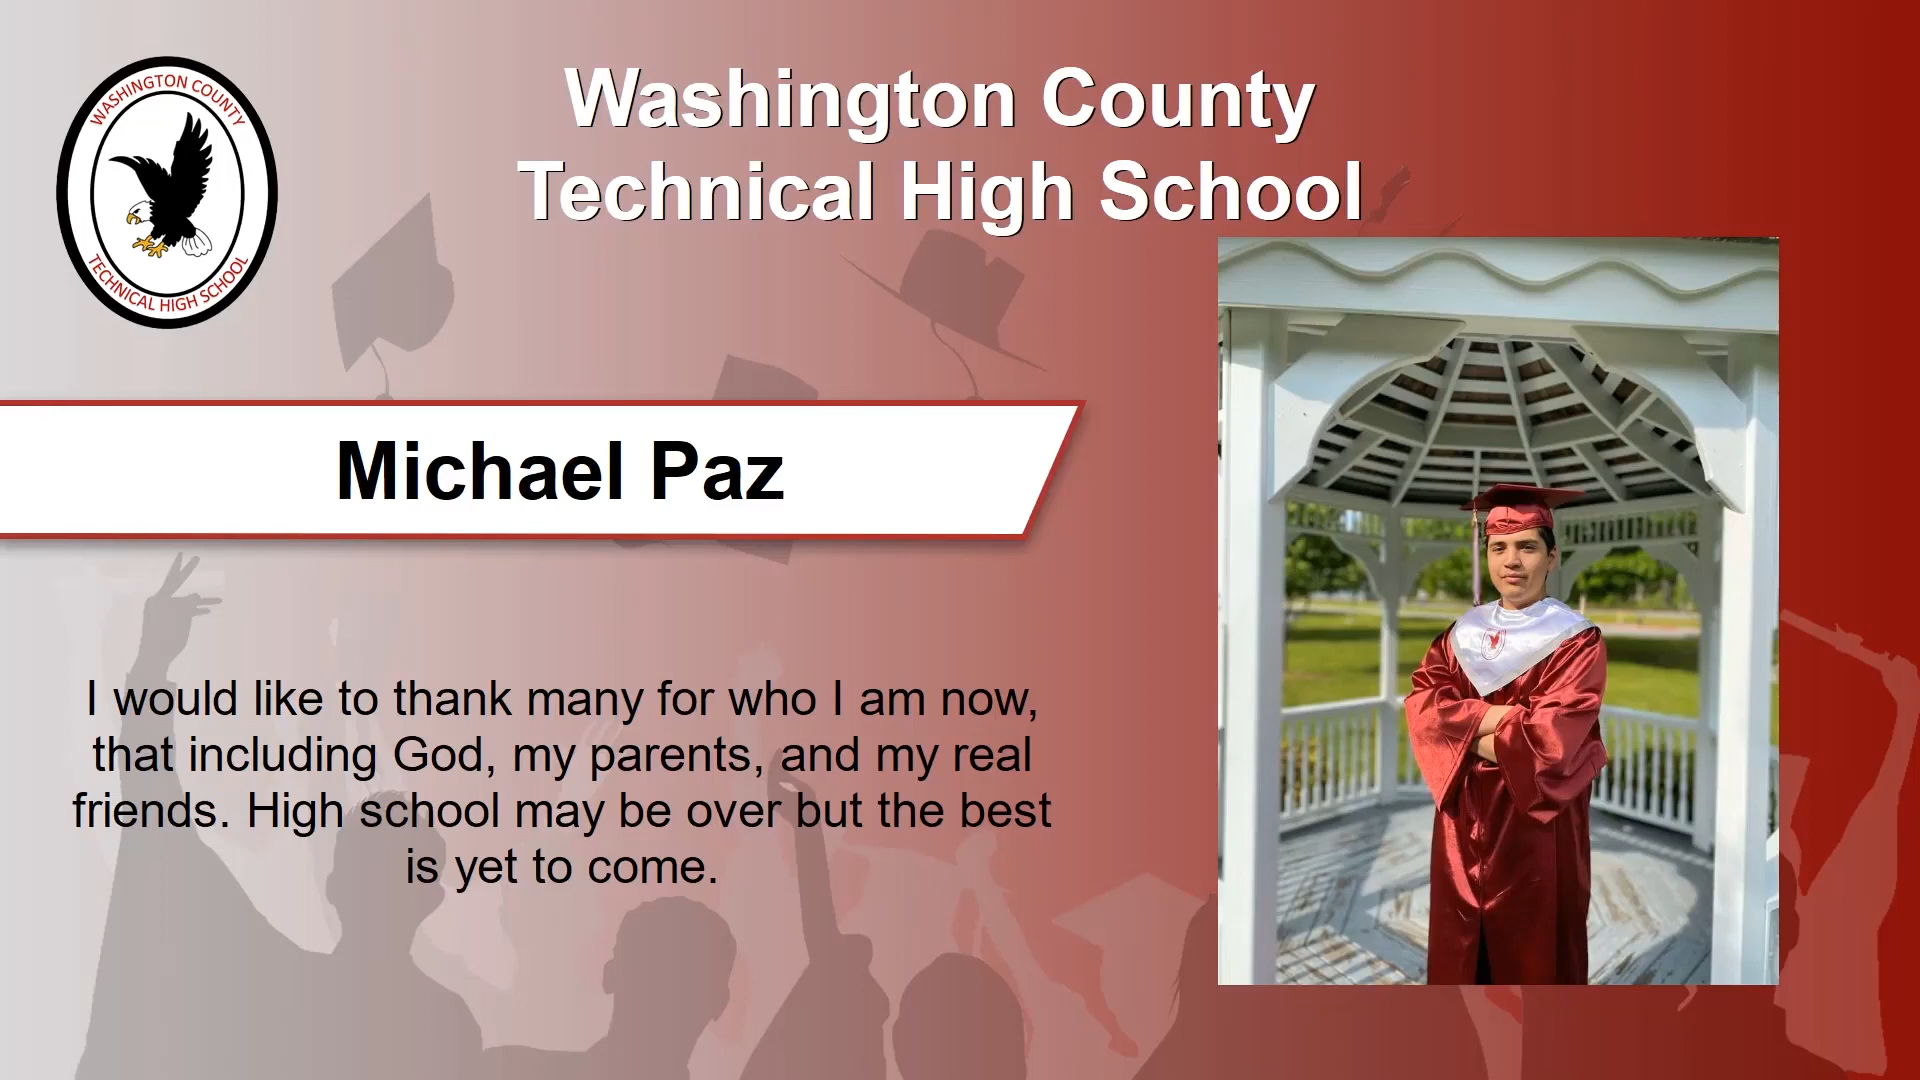 WASHINGTON COUNTY
TECHNICAL HIGH SCHOOL
Washington County
Technical High School
Michael Paz
I would like to thank many for who I am now,
that including God, my parents, and my real
friends. High school may be over but the best
is yet to come.